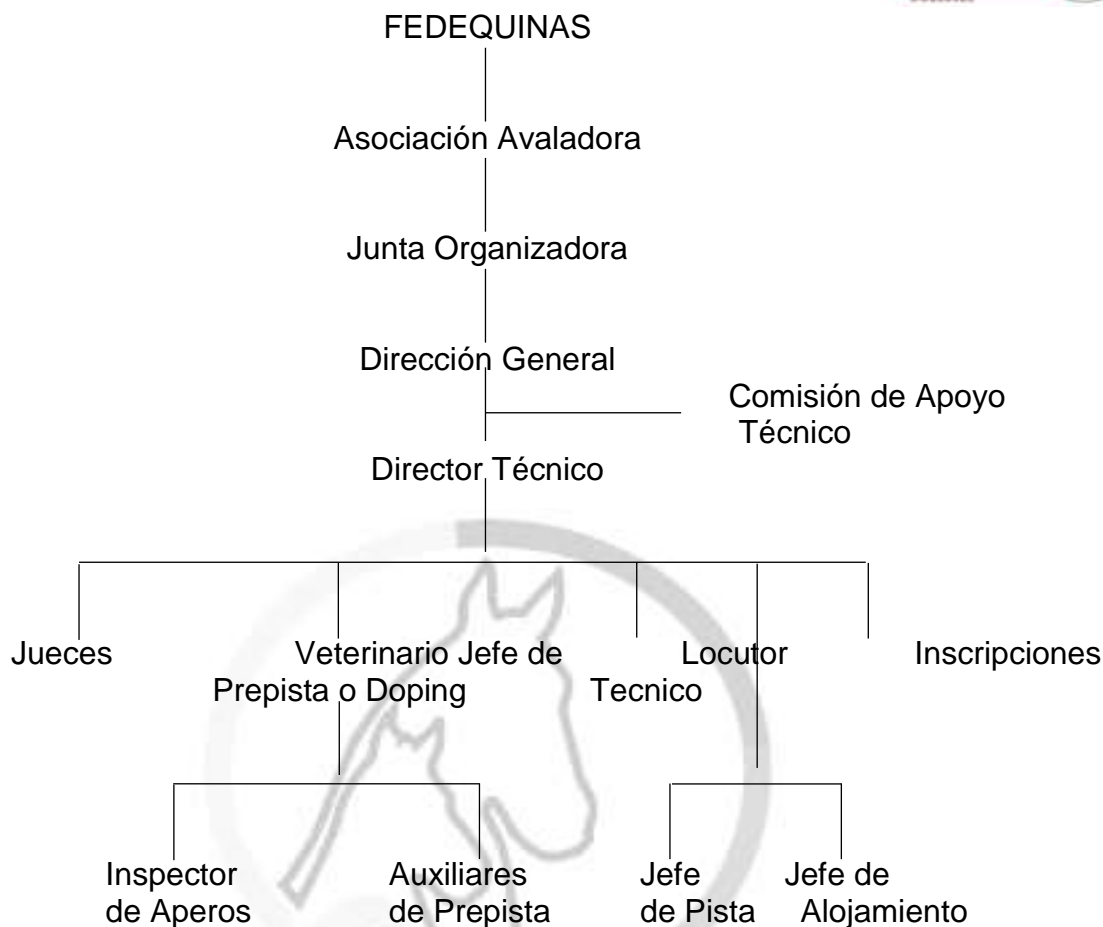 FEDEQUINAS
Asociación Avaladora
Junta Organizadora
Dirección General
Comisión de Apoyo
Técnico
Director Técnico
Jueces Veterinario Jefe de Locutor Inscripciones
Prepista o Doping Tecnico
Inspector Auxiliares Jefe Jefe de
de Aperos de Prepista de Pista Alojamiento